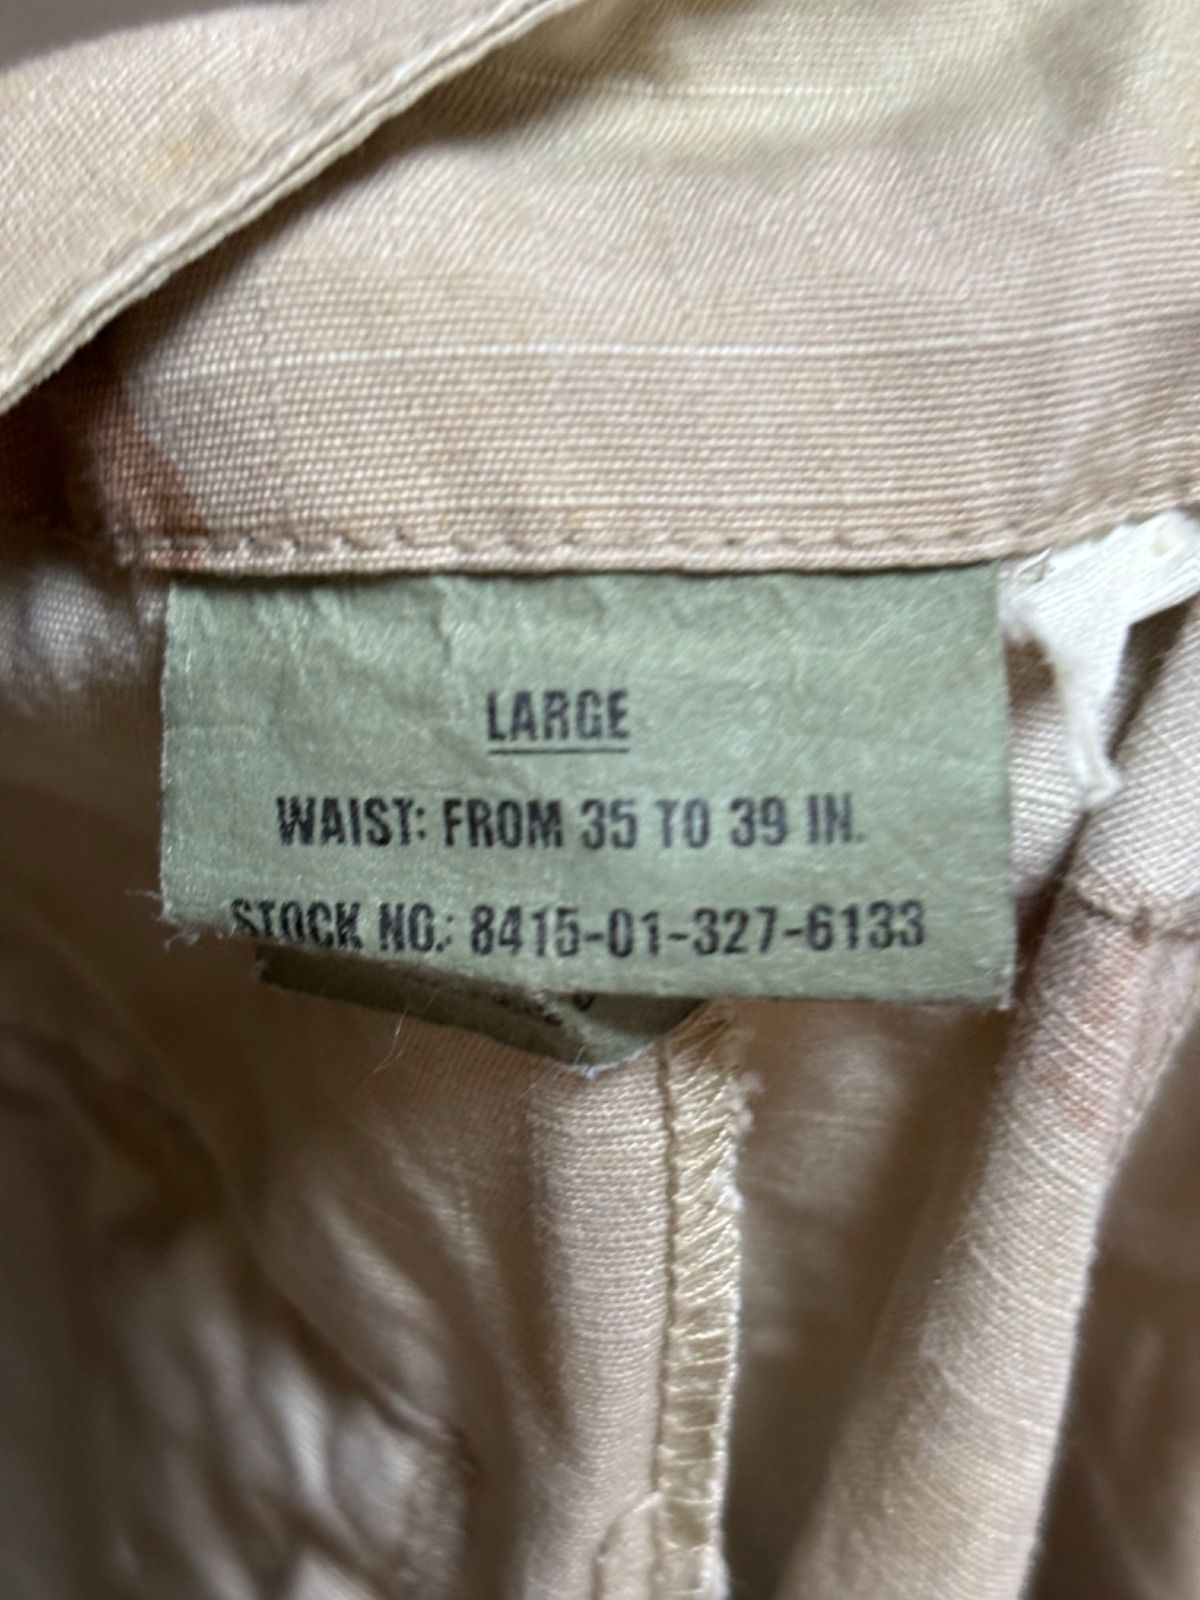 LARGE
WAIST: FROM 35 TO 39 IN.
STOCK NO.: 8415-01-327-6133